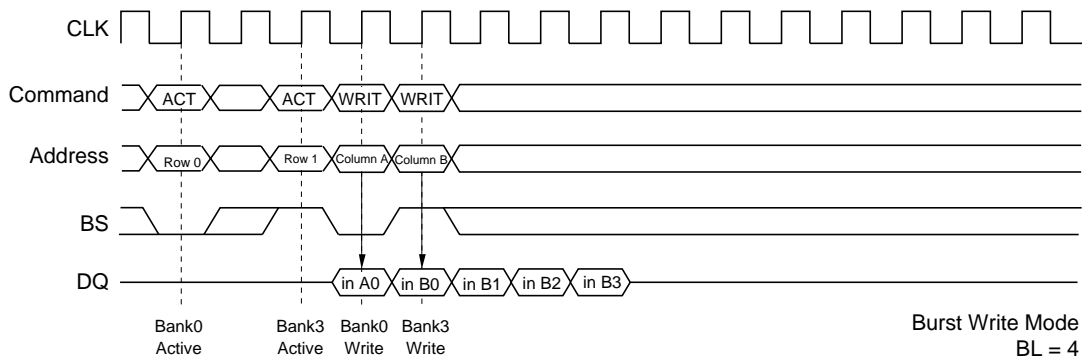 CLK
Command ACT ACT WRIT WRIT
Address Row 0 Row 1 Column A Column B
BS
DQ in A0 in B0 in B1 in B2 in B3
Bank0 Bank3 Bank0 Bank3
Active Active Write Write
Burst Write Mode
BL = 4